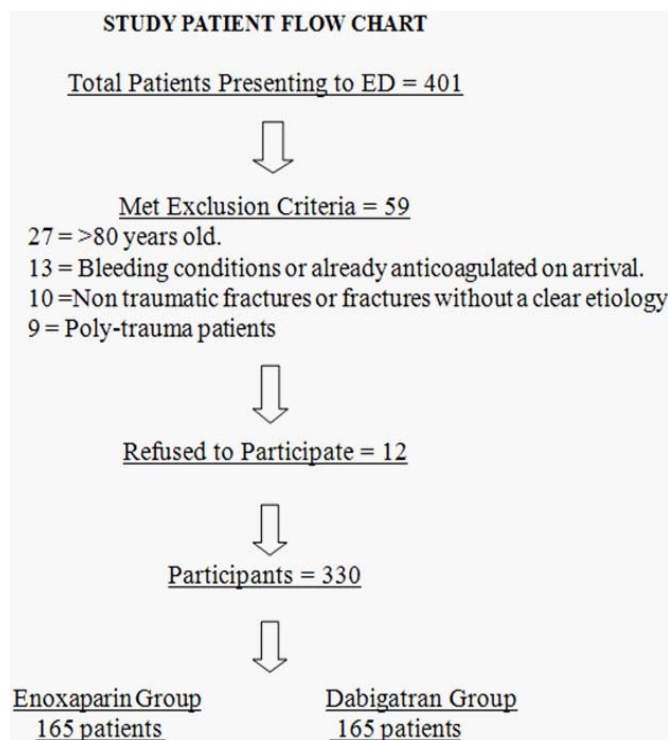 STUDY PATIENT FLOW CHART
Total Patients Presenting to ED = 401
Met Exclusion Criteria = 59
27 = >80 years old.
13 = Bleeding conditions or already anticoagulated on arrival.
10 =Non traumatic fractures or fractures without a clear etiology
9 = Poly-trauma patients
Refused to Participate = 12
Participants = 330
Enoxaparin Group
165 patients
Dabigatran Group
165 patients